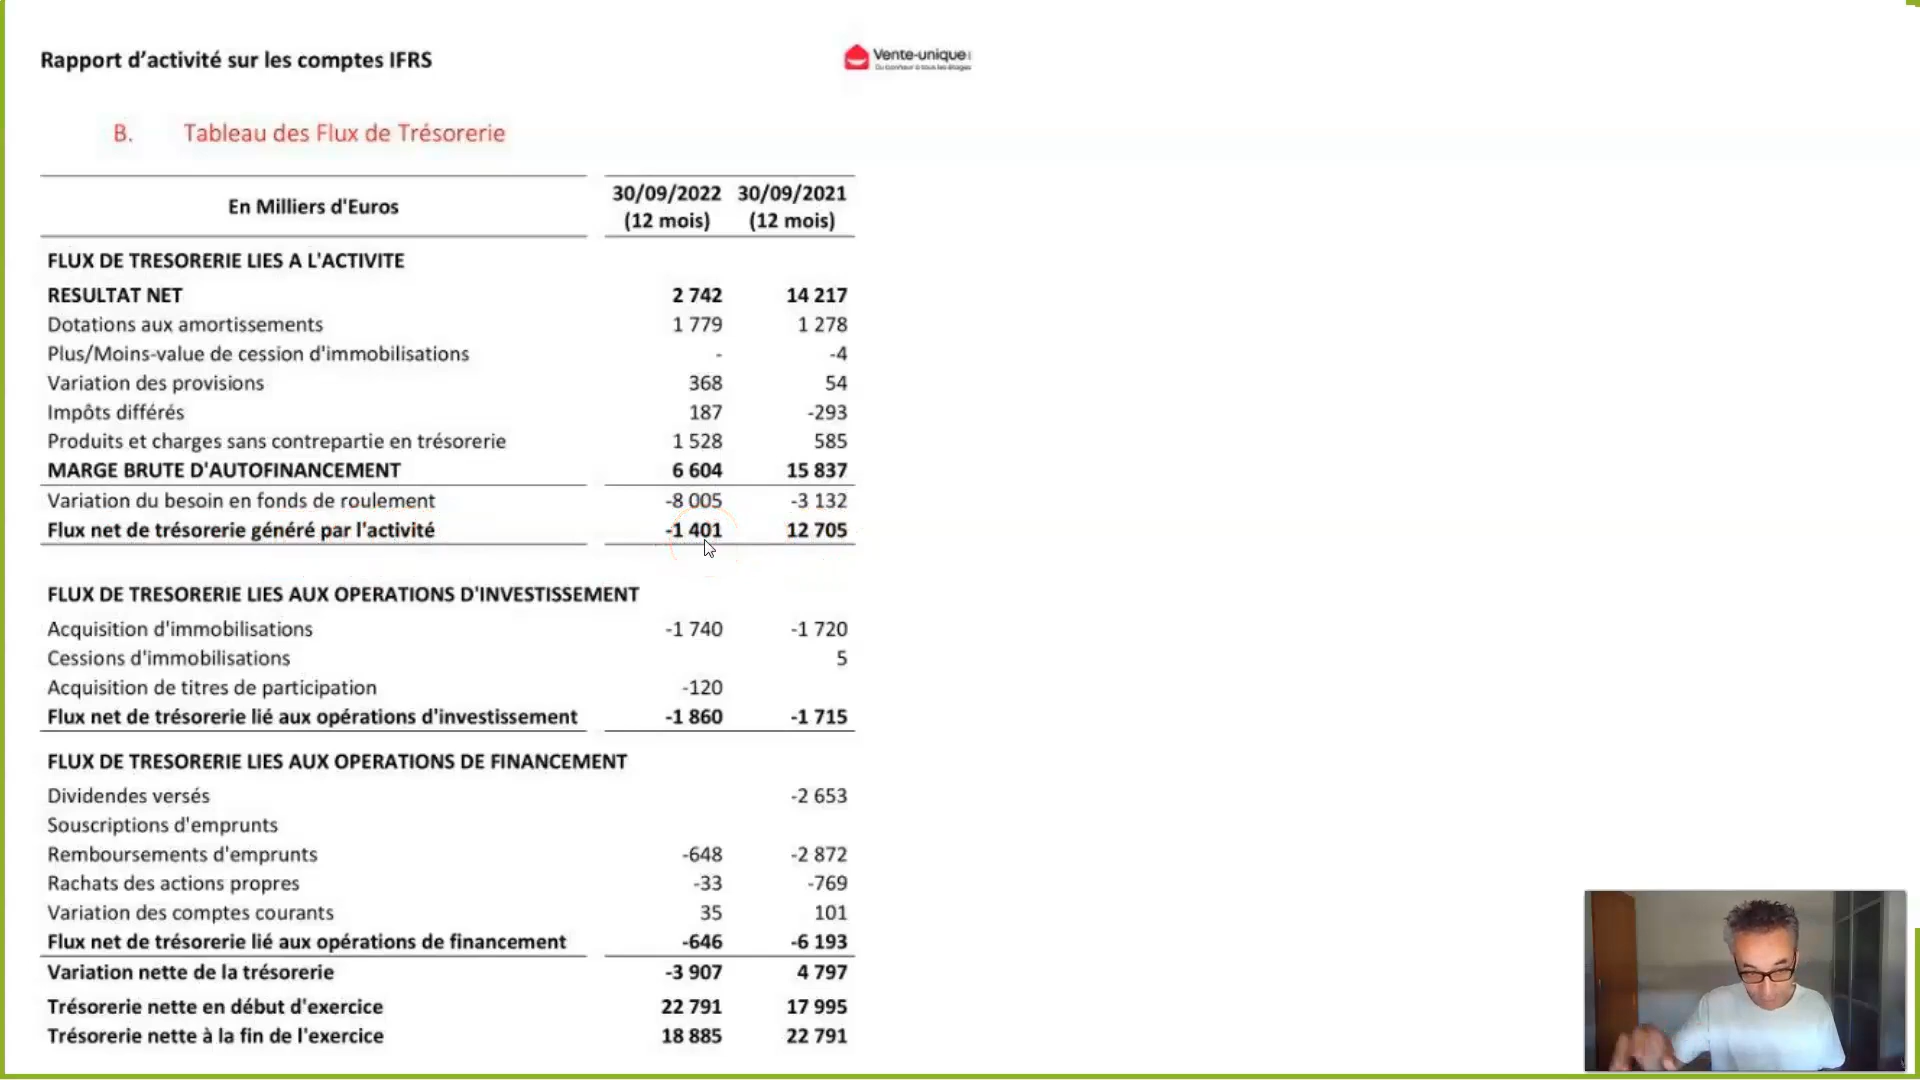 Rapport d’activité sur les comptes IFRS
Vente-unique
Du bonheur à tous les étages
B. Tableau des Flux de Trésorerie
En Milliers d'Euros 30/09/2022 (12 mois) 30/09/2021 (12 mois)
FLUX DE TRESORERIE LIES A L'ACTIVITE
RESULTAT NET 2 742 14 217
Dotations aux amortissements 1 779 1 278
Plus/Moins-value de cession d'immobilisations - -4
Variation des provisions 368 54
Impôts différés 187 -293
Produits et charges sans contrepartie en trésorerie 1 528 585
MARGE BRUTE D'AUTOFINANCEMENT 6 604 15 837
Variation du besoin en fonds de roulement -8 005 -3 132
Flux net de trésorerie généré par l'activité -1 401 12 705
FLUX DE TRESORERIE LIES AUX OPERATIONS D'INVESTISSEMENT
Acquisition d'immobilisations -1 740 -1 720
Cessions d'immobilisations 5
Acquisition de titres de participation -120
Flux net de trésorerie lié aux opérations d'investissement -1 860 -1 715
FLUX DE TRESORERIE LIES AUX OPERATIONS DE FINANCEMENT
Dividendes versés -2 653
Souscriptions d'emprunts
Remboursements d'emprunts -648 -2 872
Rachats des actions propres -33 -769
Variation des comptes courants 35 101
Flux net de trésorerie lié aux opérations de financement -646 -6 193
Variation nette de la trésorerie -3 907 4 797
Trésorerie nette en début d'exercice 22 791 17 995
Trésorerie nette à la fin de l'exercice 18 885 22 791